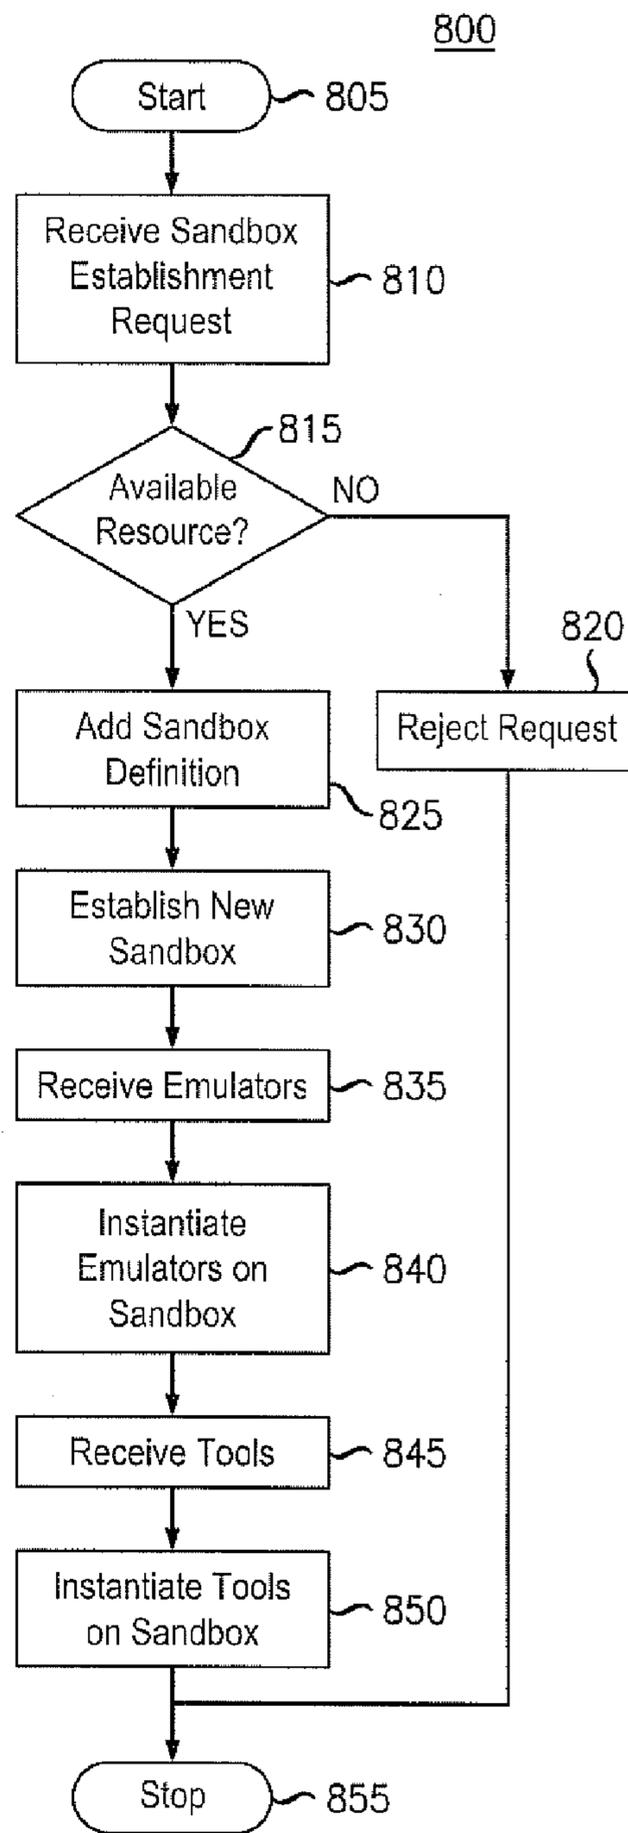 800
Start
805
Receive Sandbox
Establishment
Request
810
815
Available
Resource?
NO
YES
820
Reject Request
Add Sandbox
Definition
825
Establish New
Sandbox
830
Receive Emulators
835
Instantiate
Emulators on
Sandbox
840
Receive Tools
845
Instantiate Tools
on Sandbox
850
Stop
855